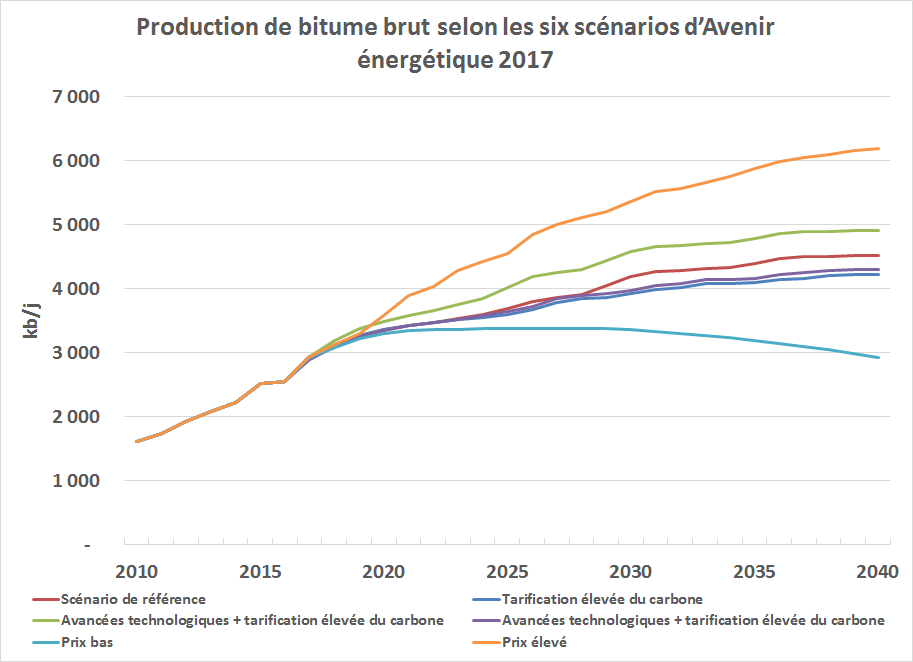 Production de bitume brut selon les six scénarios d'Avenir
énergétique 2017
7 000
6 000
5 000
4 000
3 000
2 000
1 000
-
kb/j
2010 2015 2020 2025 2030 2035 2040
Scénario de référence
Tarification élevée du carbone
Avancées technologiques + tarification élevée du carbone
Avancées technologiques + tarification élevée du carbone
Prix bas
Prix élevé